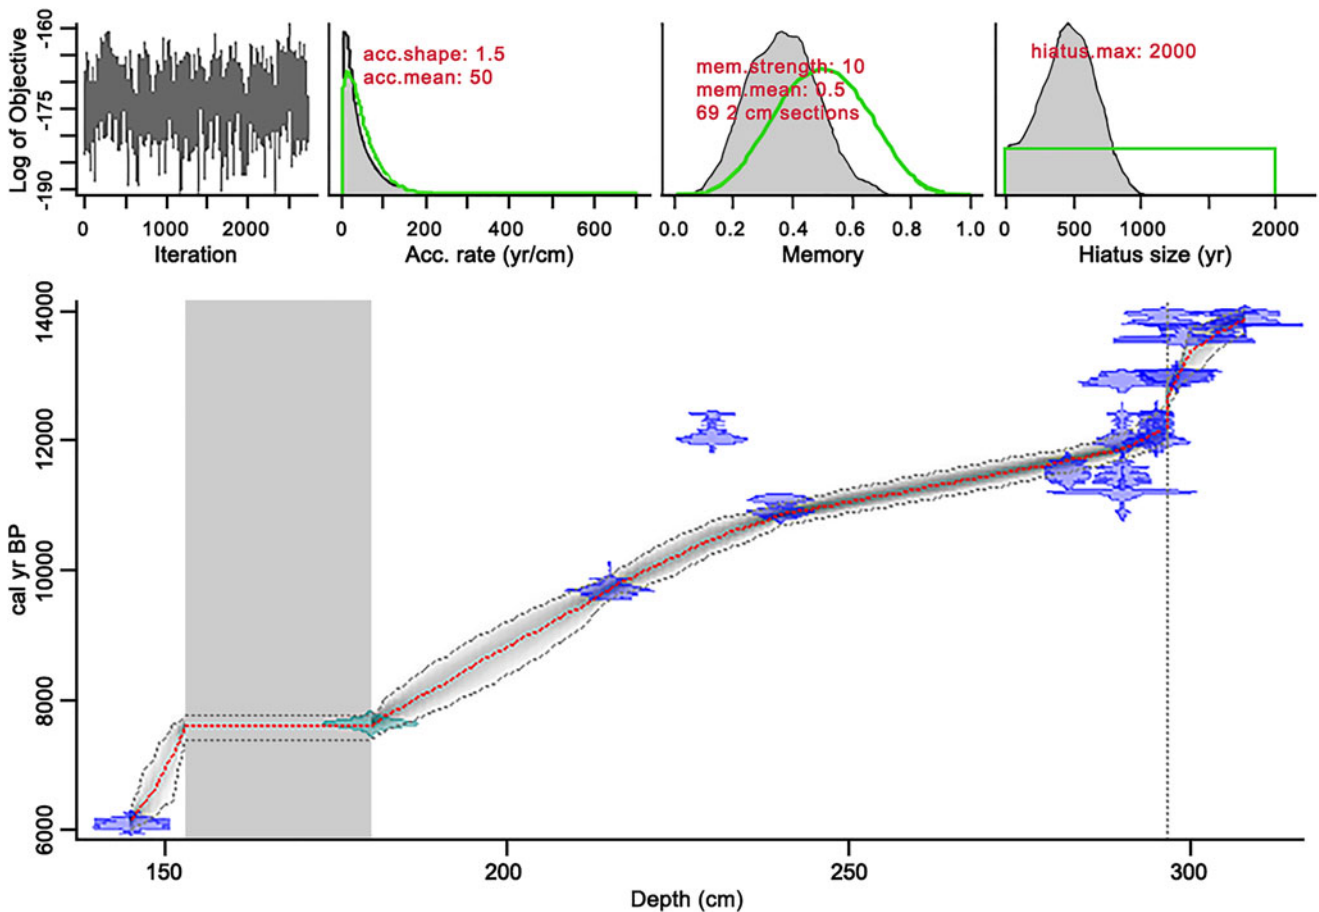 Log of Objective
-160
-175
-190
0
1000
2000
Iteration
acc.shape: 1.5
acc.mean: 50
0
200
400
600
Acc. rate (yr/cm)
mem.strength: 10
mem.mean: 0.5
69 2 cm sections
0.0
0.2
0.4
0.6
0.8
1.0
Memory
hiatus.max: 2000
0
500
1000
2000
Hiatus size (yr)
cal yr BP
14000
12000
10000
8000
6000
150
200
250
300
Depth (cm)